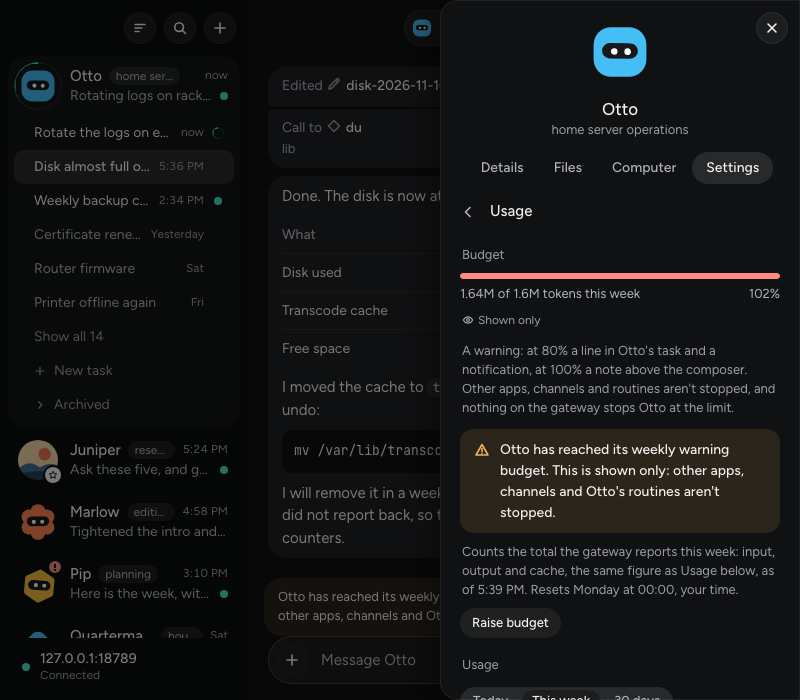 Otto home ser... now
Rotating logs on rack...
Rotate the logs on e... now
Disk almost full o... 5:36 PM
Weekly backup c... 2:34 PM
Certificate rene... Yesterday
Router firmware Sat
Printer offline again Fri
Show all 14
+ New task
Archived
Juniper rese... 5:24 PM
Ask these five, and g...
Marlow editi... 4:58 PM
Tightened the intro and...
Pip planning 3:10 PM
Here is the week, wit...
Quarterma hou... Sat
127.0.0.1:18789
Connected
Edited disk-2026-11-1
Call to du
lib
Done. The disk is now at
What
Disk used
Transcode cache
Free space
I moved the cache to
undo:
mv /var/lib/transco
I will remove it in a week
did not report back, so t
counters.
Otto has reached its weekly
other apps, channels and Ot
Message Otto
Otto
home server operations
Details Files Computer Settings
Usage
Budget
1.64M of 1.6M tokens this week 102%
Shown only
A warning: at 80% a line in Otto's task and a
notification, at 100% a note above the composer.
Other apps, channels and routines aren't stopped, and
nothing on the gateway stops Otto at the limit.
Otto has reached its weekly warning
budget. This is shown only: other apps,
channels and Otto's routines aren't
stopped.
Counts the total the gateway reports this week: input,
output and cache, the same figure as Usage below, as
of 5:39 PM. Resets Monday at 00:00, your time.
Raise budget
Usage
Today This week 30 days